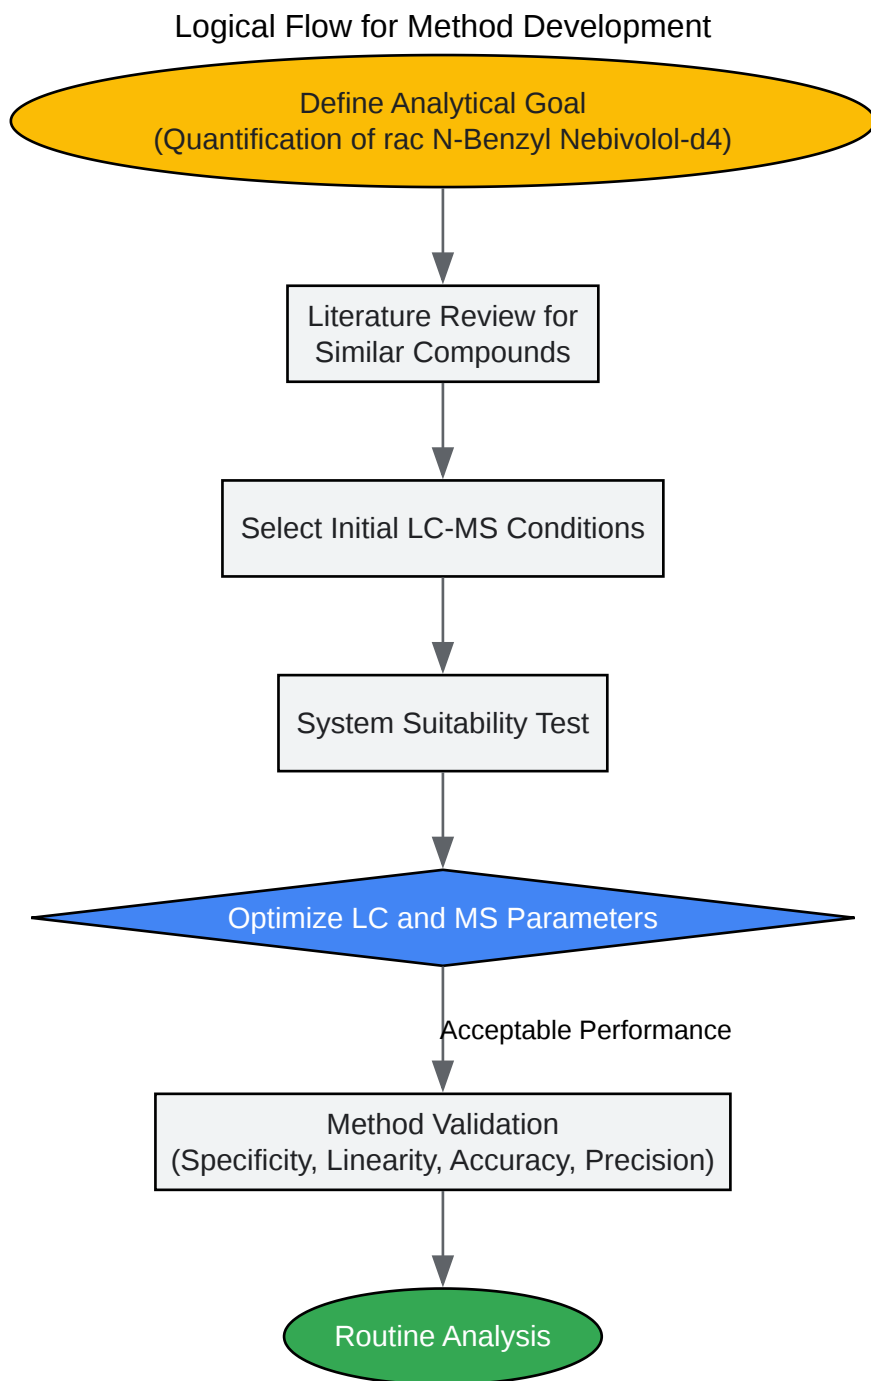 Logical Flow for Method Development
Define Analytical Goal
(Quantification of rac N-Benzyl Nebivolol-d4)
Literature Review for
Similar Compounds
Select Initial LC-MS Conditions
System Suitability Test
Optimize LC and MS Parameters
Acceptable Performance
Method Validation
(Specificity, Linearity, Accuracy, Precision)
Routine Analysis